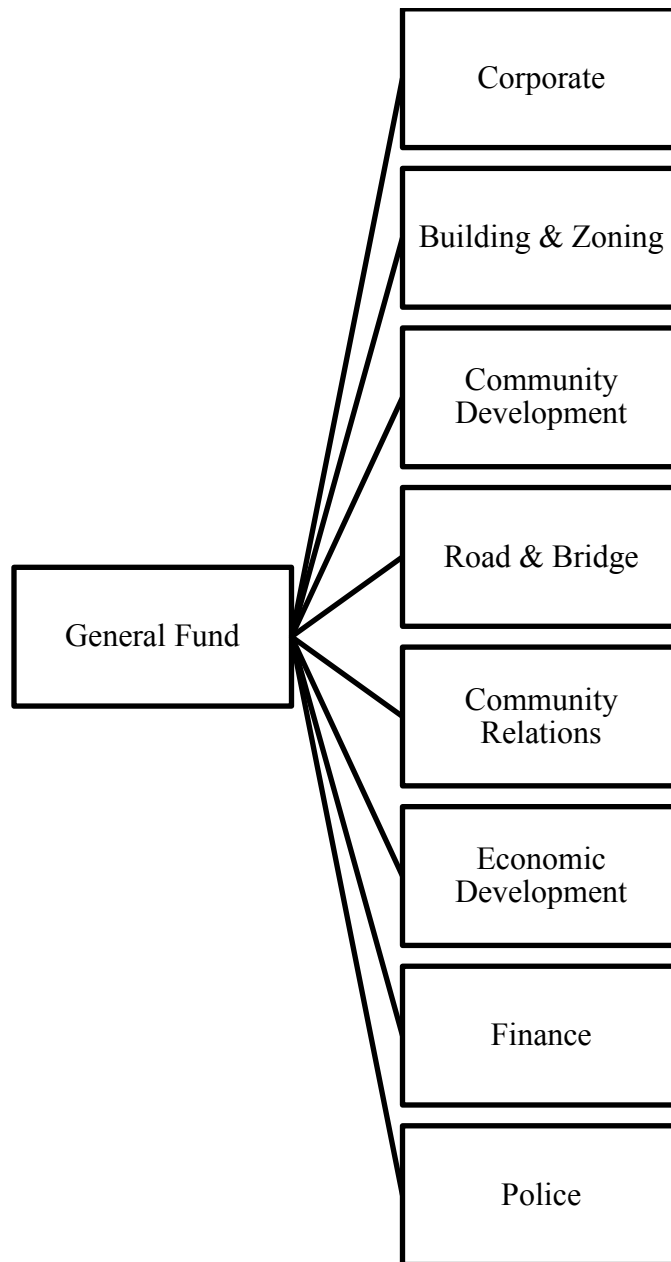 Corporate
Building & Zoning
Community
Development
Road & Bridge
General Fund
Community
Relations
Economic
Development
Finance
Police